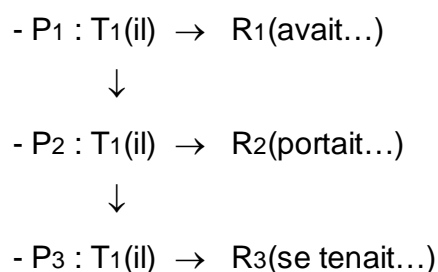 - P1 : T1(il) → R1(avait…)
↓
- P2 : T1(il) → R2(portait…)
↓
- P3 : T1(il) → R3(se tenait…)